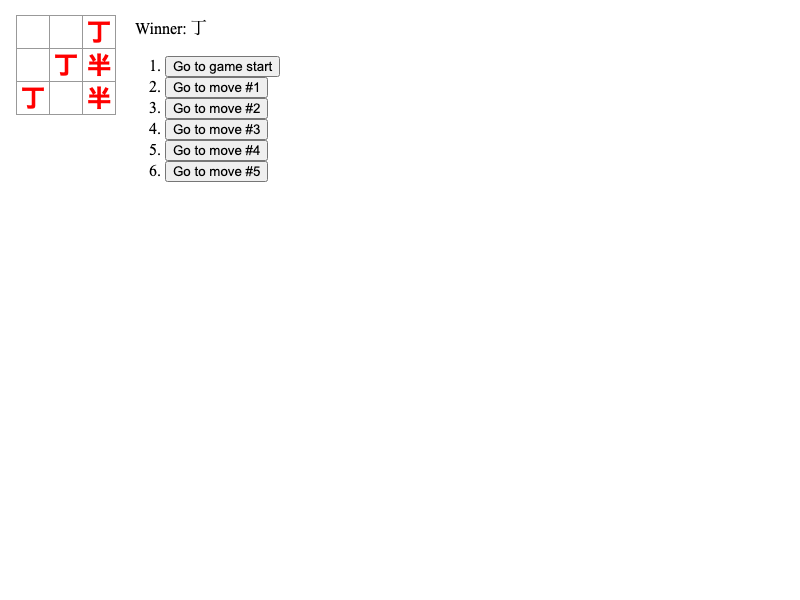 丁
丁 半
丁 半
Winner: 丁
1. Go to game start
2. Go to move #1
3. Go to move #2
4. Go to move #3
5. Go to move #4
6. Go to move #5